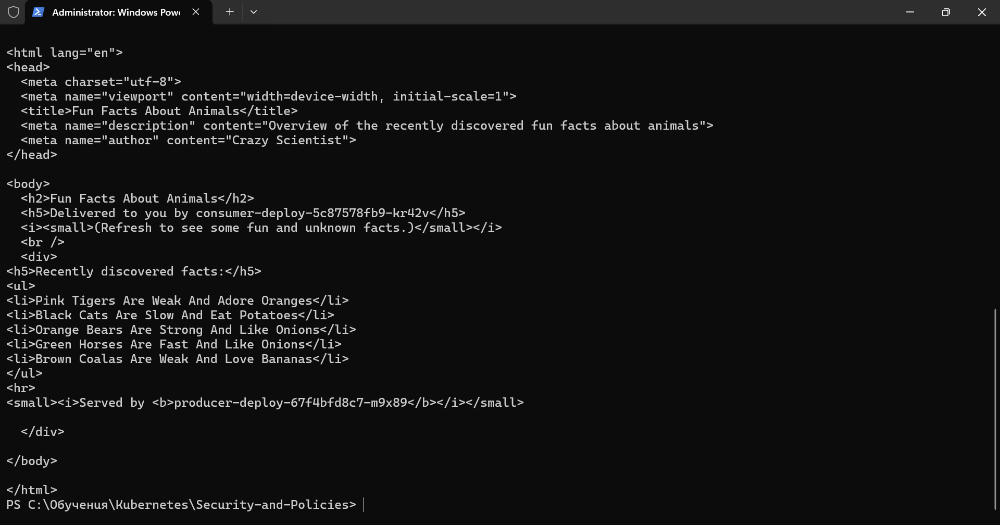 Administrator: Windows Powe
<html lang="en">
<head>
<meta charset="utf-8">
<meta name="viewport" content="width=device-width, initial-scale=1">
<title>Fun Facts About Animals</title>
<meta name="description" content="Overview of the recently discovered fun facts about animals">
<meta name="author" content="Crazy Scientist">
</head>
<body>
<h2>Fun Facts About Animals</h2>
<h5>Delivered to you by consumer-deploy-5c87578fb9-kr42v</h5>
<i><small>(Refresh to see some fun and unknown facts.)</small></i>
<br />
<div>
<h5>Recently discovered facts:</h5>
<ul>
<li>Pink Tigers Are Weak And Adore Oranges</li>
<li>Black Cats Are Slow And Eat Potatoes</li>
<li>Orange Bears Are Strong And Like Onions</li>
<li>Green Horses Are Fast And Like Onions</li>
<li>Brown Coalas Are Weak And Love Bananas</li>
</ul>
<hr>
<small><i>Served by <b>producer-deploy-67f4bfd8c7-m9x89</b></i></small>
</div>
</body>
</html>
PS C:\Обучения\Kubernetes\Security-and-Policies>